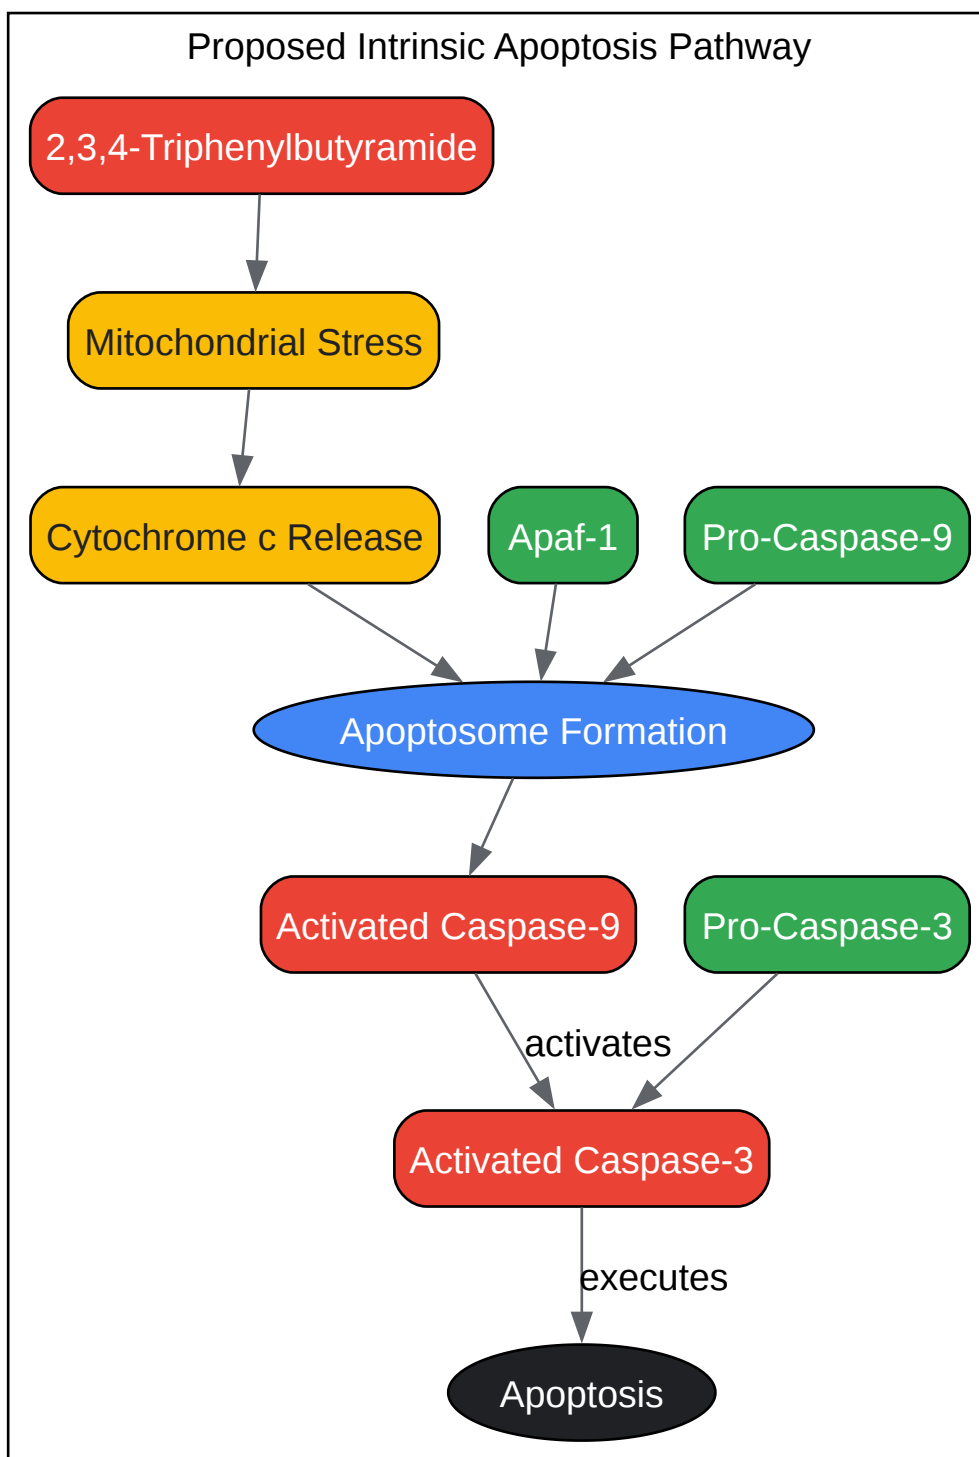 Proposed Intrinsic Apoptosis Pathway
2,3,4-Triphenylbutyramide
Mitochondrial Stress
Cytochrome c Release
Apaf-1
Pro-Caspase-9
Apoptosome Formation
Activated Caspase-9
Pro-Caspase-3
activates
Activated Caspase-3
executes
Apoptosis